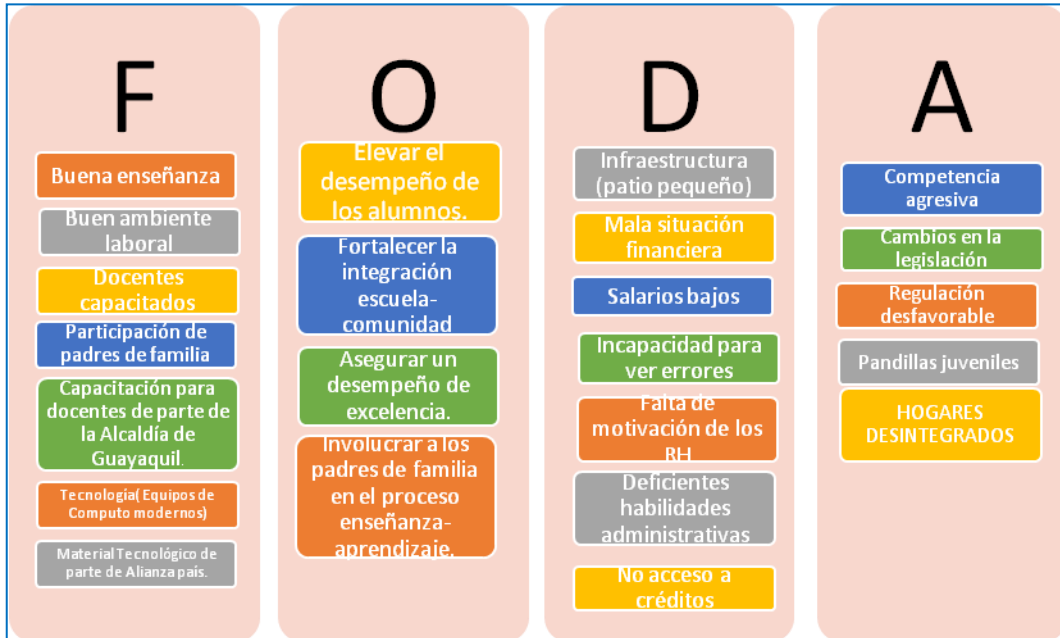 F
Buena enseñanza
Buen ambiente
laboral
Docentes
capacitados
Participación de
padres de familia
Capacitación para
docentes de parte de
la Alcaldía de
Guayaquil.
Tecnología( Equipos de
Computo modernos)
Material Tecnológico de
parte de Alianza país.
O
Elevar el
desempeño de
los alumnos.
Fortalecer la
integración
escuela-
comunidad
Asegurar un
desempeño de
excelencia.
Involucrar a los
padres de familia
en el proceso
enseñanza-
aprendizaje.
D
Infraestructura
(patio pequeño)
Mala situación
financiera
Salarios bajos
Incapacidad para
ver errores
Falta de
motivación de los
RH
Deficientes
habilidades
administrativas
No acceso a
créditos
A
Competencia
agresiva
Cambios en la
legislación
Regulación
desfavorable
Pandillas juveniles
HOGARES
DESINTEGRADOS